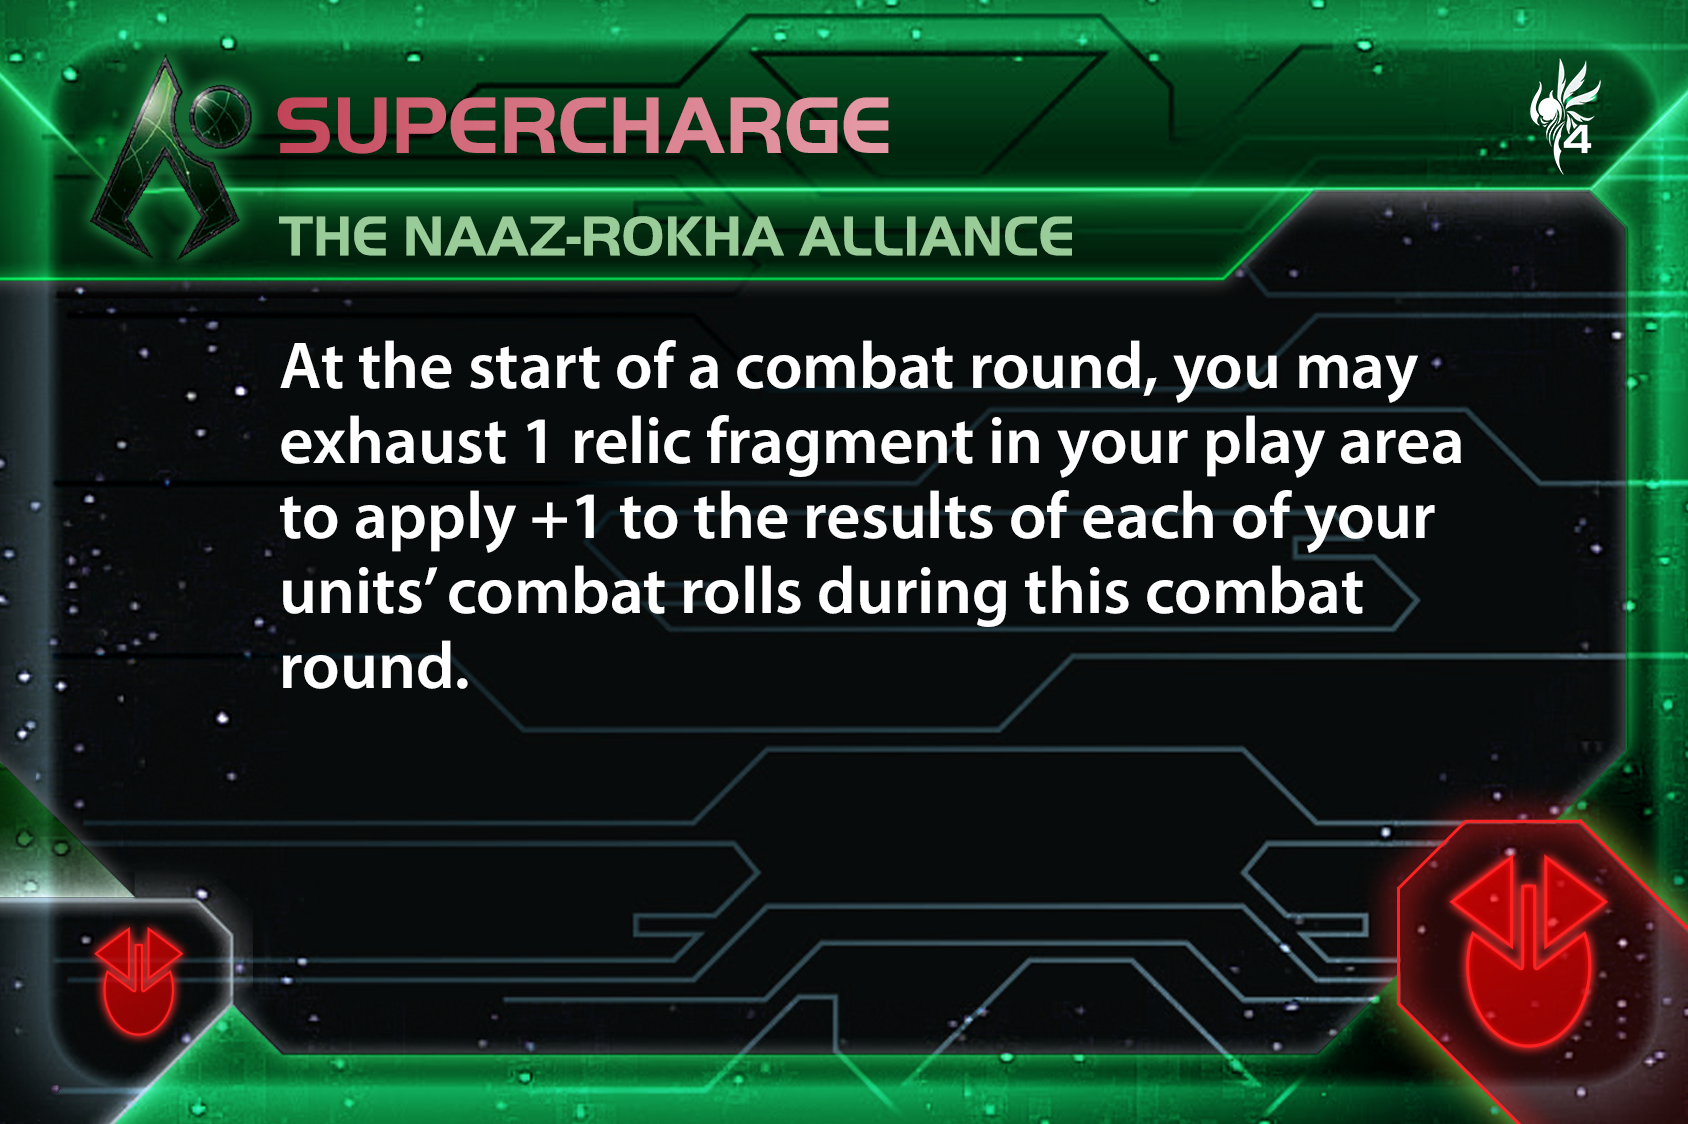 SUPERCHARGE
4
THE NAAZ-ROKHA ALLIANCE
At the start of a combat round, you may
exhaust 1 relic fragment in your play area
to apply +1 to the results of each of your
units’ combat rolls during this combat
round.